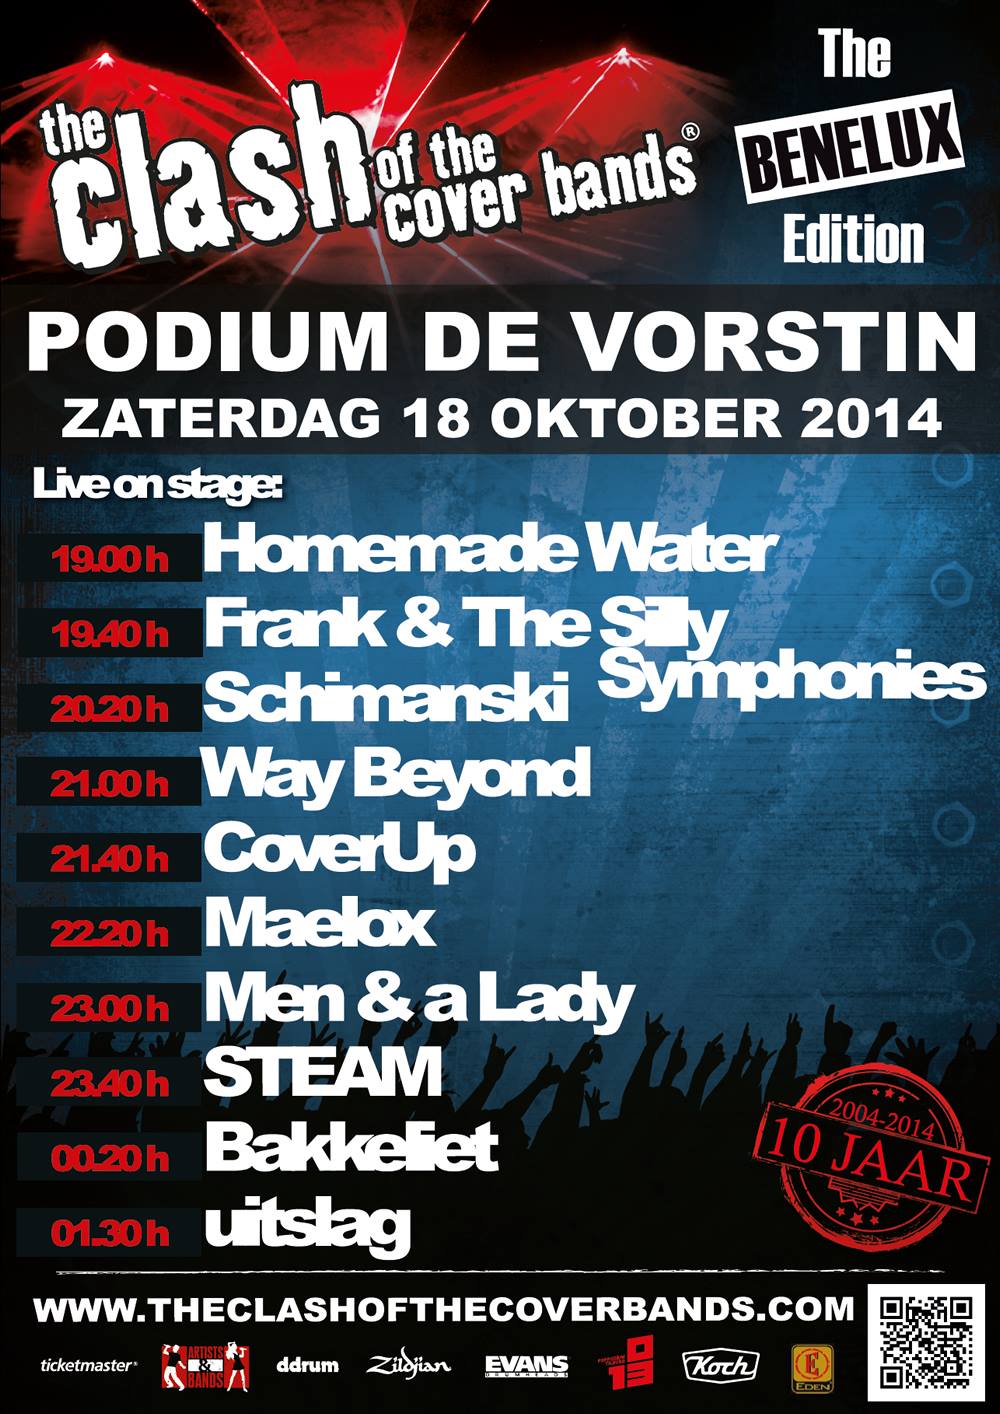 the clash of the cover bands®
The
BENELUX
Edition
PODIUM DE VORSTIN
ZATERDAG 18 OKTOBER 2014
Live on stage:
19.00 h Homemade Water
19.40 h Frank & The Silly
Symphonies
20.20 h Schimanski
21.00 h Way Beyond
21.40 h CoverUp
22.20 h Maelox
23.00 h Men & a Lady
23.40 h STEAM
00.20 h Bakkeliet
01.30 h uitslag
2004-2014
10 JAAR
WWW.THECLASHOFTHECOVERBANDS.COM
ticketmaster®
ARTISTS
&
BANDS
ddrum
Zildjian
EVANS
DRUMHEADS
013
Koch
E
EDEN